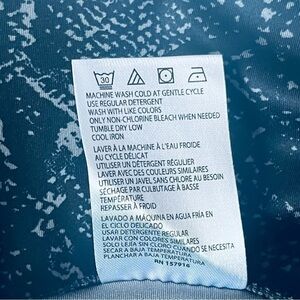 30
MACHINE WASH COLD AT GENTLE CYCLE
USE REGULAR DETERGENT
WASH WITH LIKE COLORS
ONLY NON-CHLORINE BLEACH WHEN NEEDED
TUMBLE DRY LOW
COOL IRON
LAVER À LA MACHINE À L'EAU FROIDE
AU CYCLE DÉLICAT
UTILISER UN DÉTERGENT RÉGULIER
LAVER AVEC DES COULEURS SIMILAIRES
UTILISER UN JAVEL SANS CHLORE AU BESOIN
SÉCHAGE PAR CULBUTAGE À BASSE
TEMPÉRATURE
REPASSER À FROID
LAVADO A MÁQUINA EN AGUA FRÍA EN
EL CICLO DELICADO
USAR DETERGENTE REGULAR
LAVAR CON COLORES SIMILARES
SOLO LEJÍA SIN CLORO CUANDO SE NECESITA
SECAR A BAJA TEMPERATURA
PLANCHAR A BAJA TEMPERATURA
RN 157916